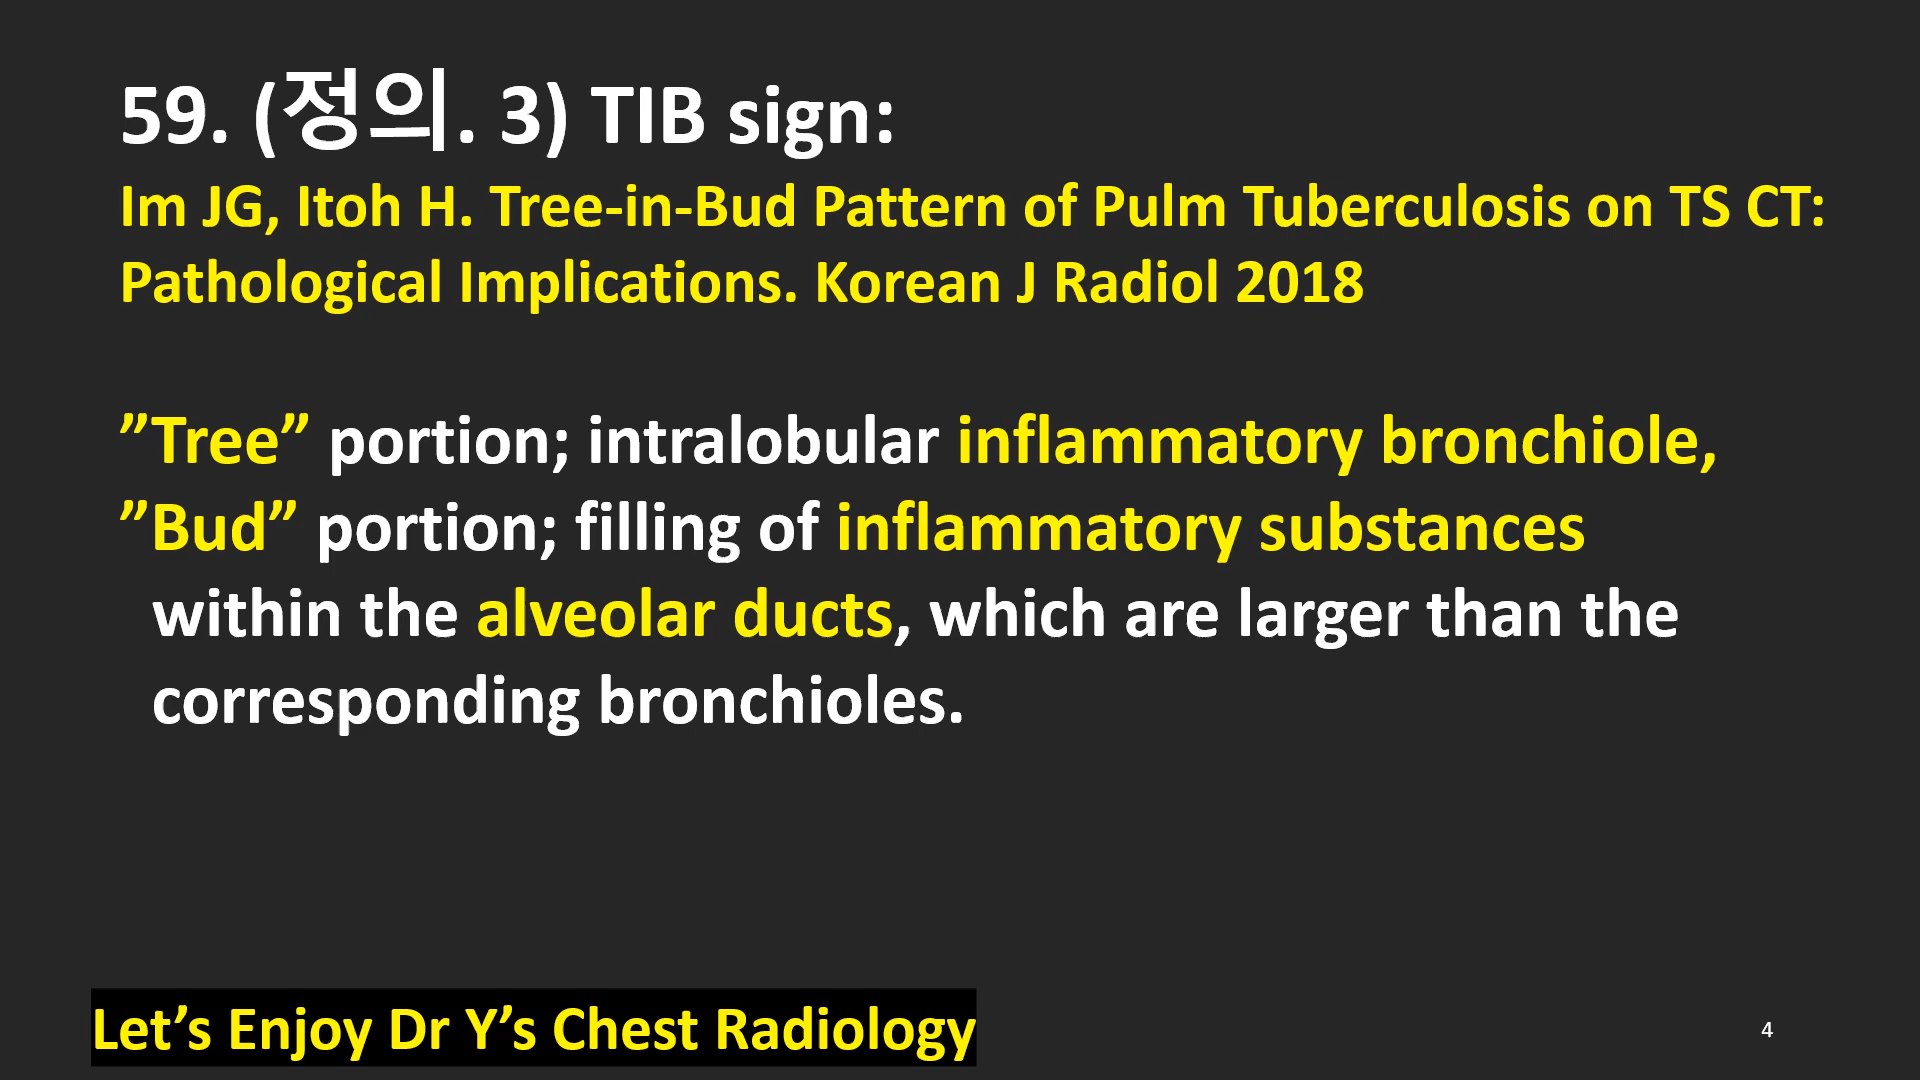 59. (정의. 3) TIB sign:
Im JG, Itoh H. Tree-in-Bud Pattern of Pulm Tuberculosis on TS CT:
Pathological Implications. Korean J Radiol 2018
”Tree” portion; intralobular inflammatory bronchiole,
”Bud” portion; filling of inflammatory substances
within the alveolar ducts, which are larger than the
corresponding bronchioles.
Let’s Enjoy Dr Y’s Chest Radiology
4